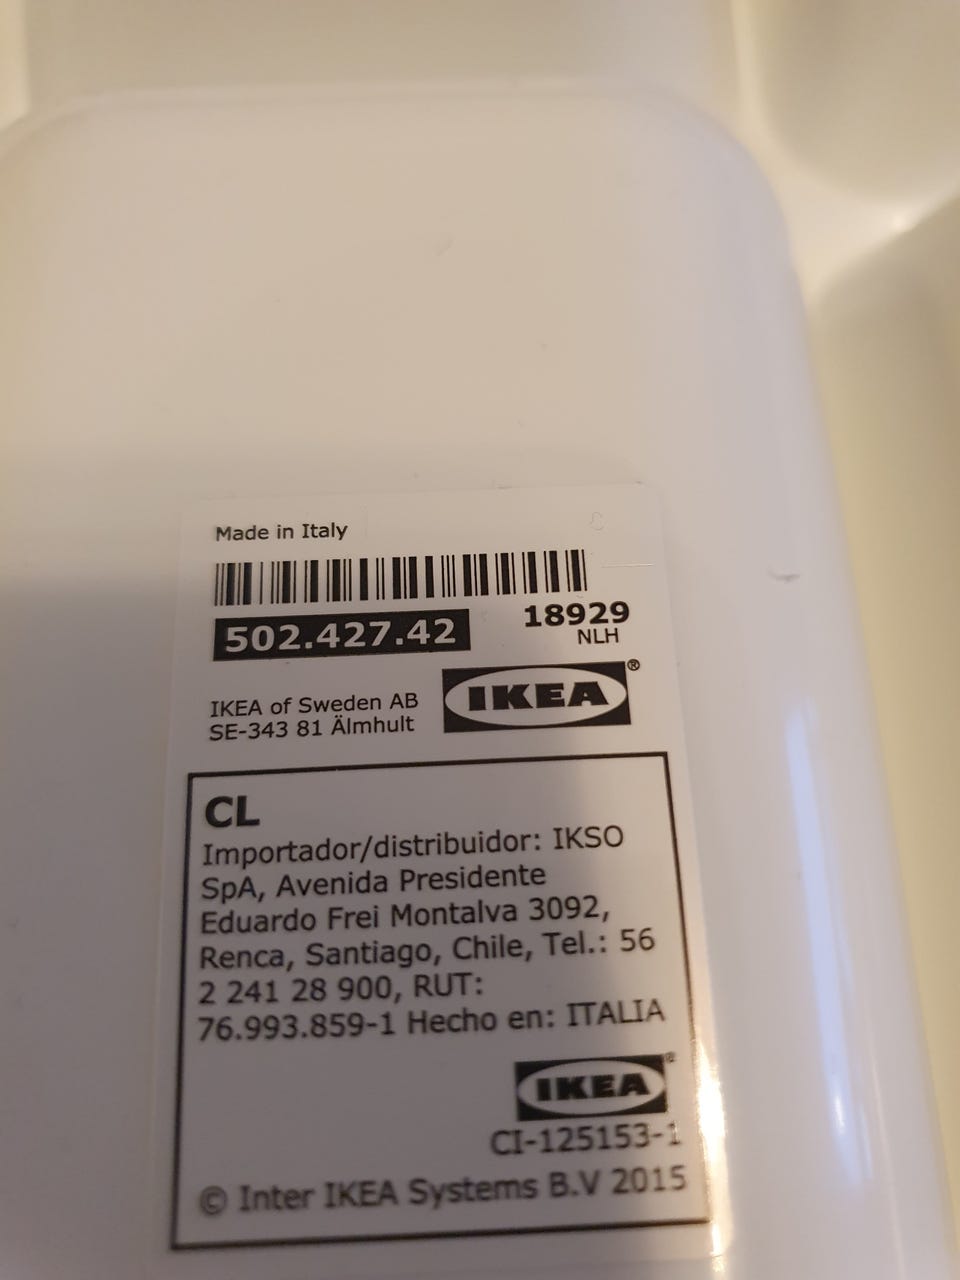 Made in Italy
502.427.42
18929
NLH
IKEA of Sweden AB
SE-343 81 Älmhult
IKEA®
CL
Importador/distribuidor: IKSO
SpA, Avenida Presidente
Eduardo Frei Montalva 3092,
Renca, Santiago, Chile, Tel.: 56
2 241 28 900, RUT:
76.993.859-1 Hecho en: ITALIA
IKEA®
CI-125153-1
© Inter IKEA Systems B.V 2015